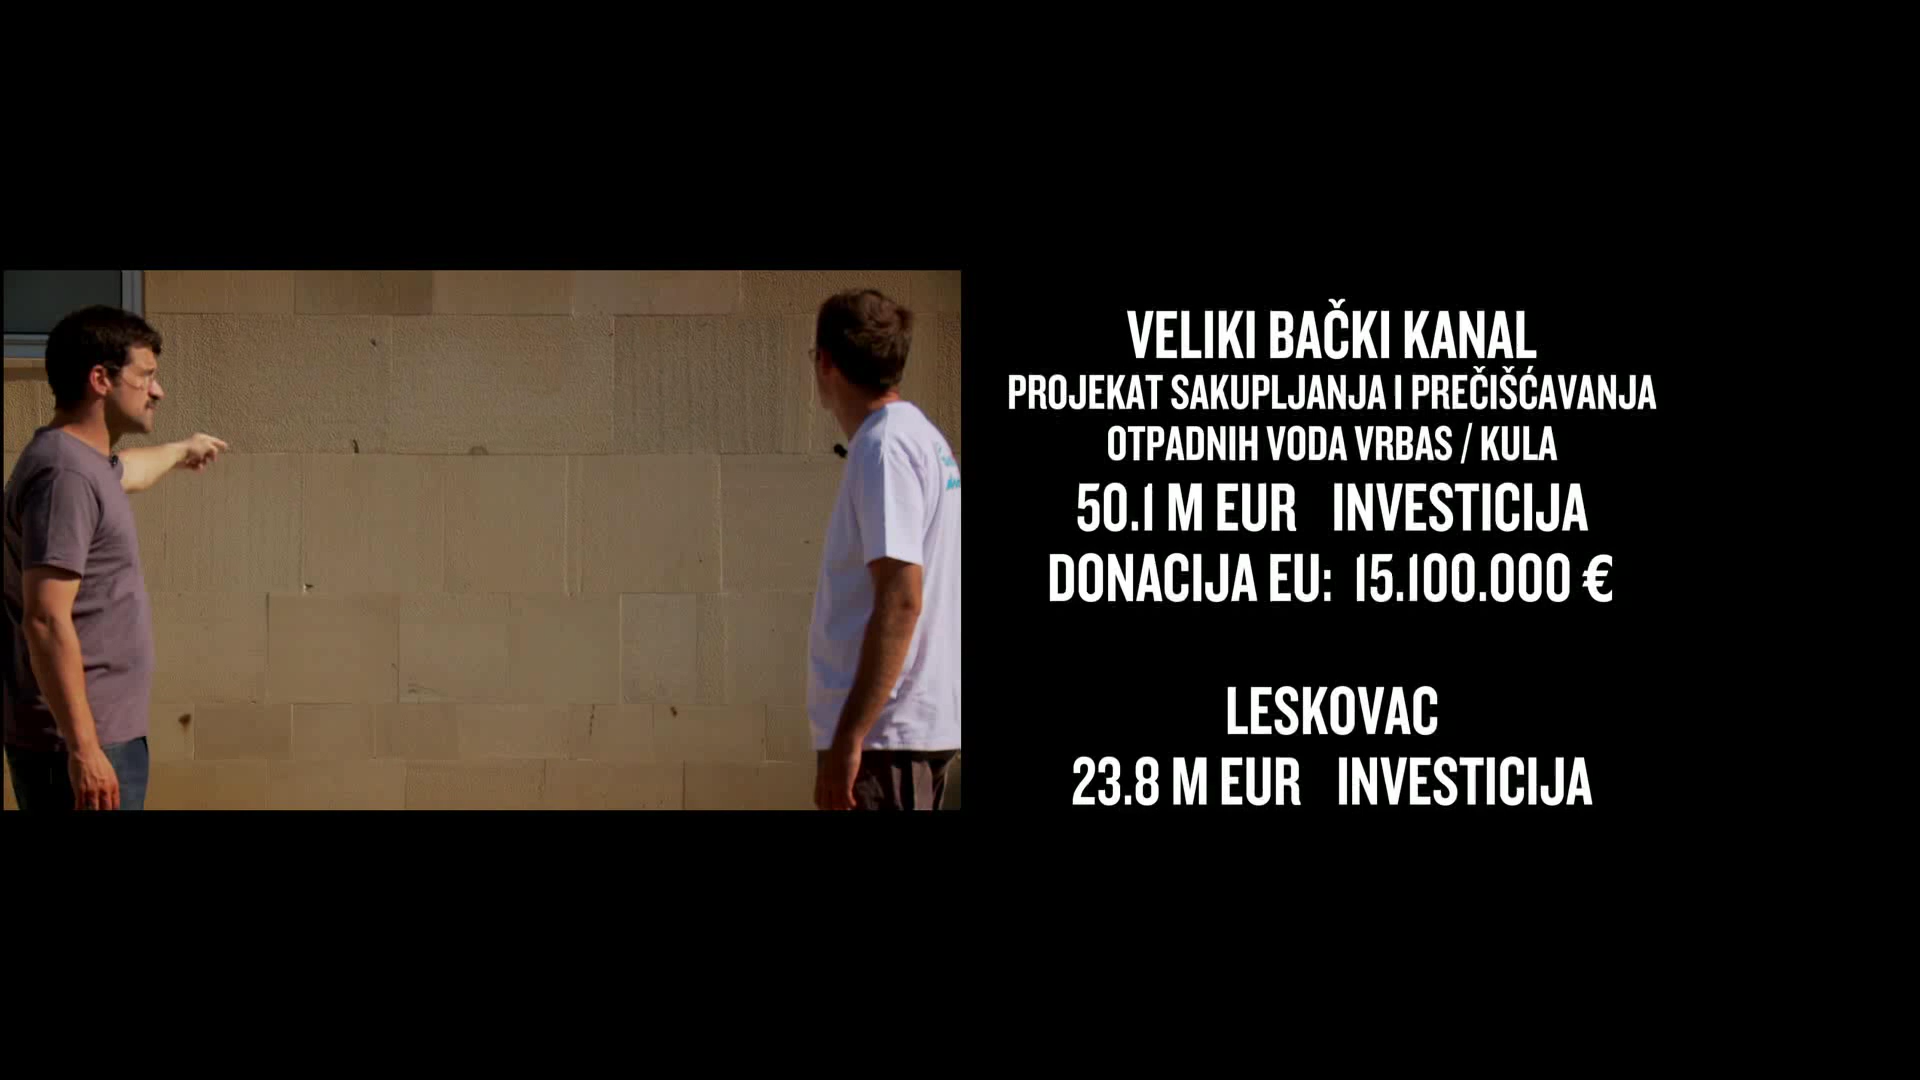 VELIKI BAČKI KANAL
PROJEKAT SAKUPLJANJA I PREČIŠĆAVANJA
OTPADNIH VODA VRBAS / KULA
50.1 M EUR INVESTICIJA
DONACIJA EU: 15.100.000 €
LESKOVAC
23.8 M EUR INVESTICIJA